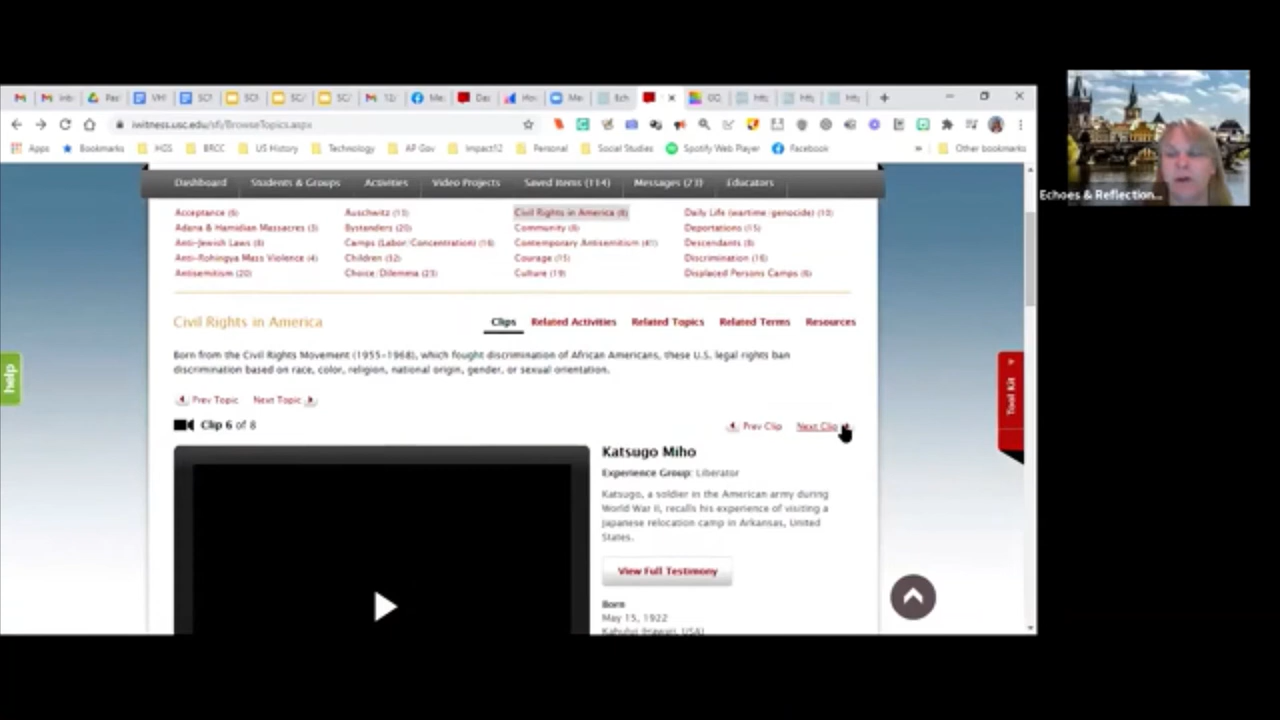 iwitness.usc.edu/sfi/BrowseTopics.aspx
Apps Bookmarks HGS BRCC US History Technology AP Gov Impact12 Personal Social Studies Spotify Web Player Facebook » Other bookmarks
Dashboard Students & Groups Activities Video Projects Saved Items (114) Messages (23) Educators
Echoes & Reflection...
Acceptance (6) Auschwitz (15) Civil Rights in America (8) Daily Life (wartime/genocide) (10)
Adana & Hamidian Massacres (3) Bystanders (20) Community (8) Deportations (15)
Anti-Jewish Laws (8) Camps (Labor/Concentration) (16) Contemporary Antisemitism (41) Descendants (9)
Anti-Rohingya Mass Violence (4) Children (32) Courage (15) Discrimination (16)
Antisemitism (20) Choice/Dilemma (23) Culture (19) Displaced Persons Camps (6)
Civil Rights in America Clips Related Activities Related Topics Related Terms Resources
Born from the Civil Rights Movement (1955-1968), which fought discrimination of African Americans, these U.S. legal rights ban
discrimination based on race, color, religion, national origin, gender, or sexual orientation.
help
Tool Kit
Prev Topic Next Topic
Clip 6 of 8 Prev Clip Next Clip
Katsugo Miho
Experience Group: Liberator
Katsugo, a soldier in the American army during
World War II, recalls his experience of visiting a
Japanese relocation camp in Arkansas, United
States.
View Full Testimony
Born
May 15, 1922
Kahului (Hawaii, USA)